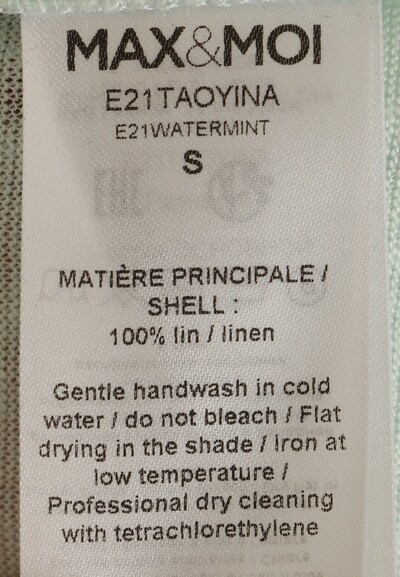 MAX&MOI
E21TAOYINA
E21WATERMINT
S
MATIÈRE PRINCIPALE /
SHELL :
100% lin / linen
Gentle handwash in cold
water / do not bleach / Flat
drying in the shade / Iron at
low temperature /
Professional dry cleaning
with tetrachlorethylene